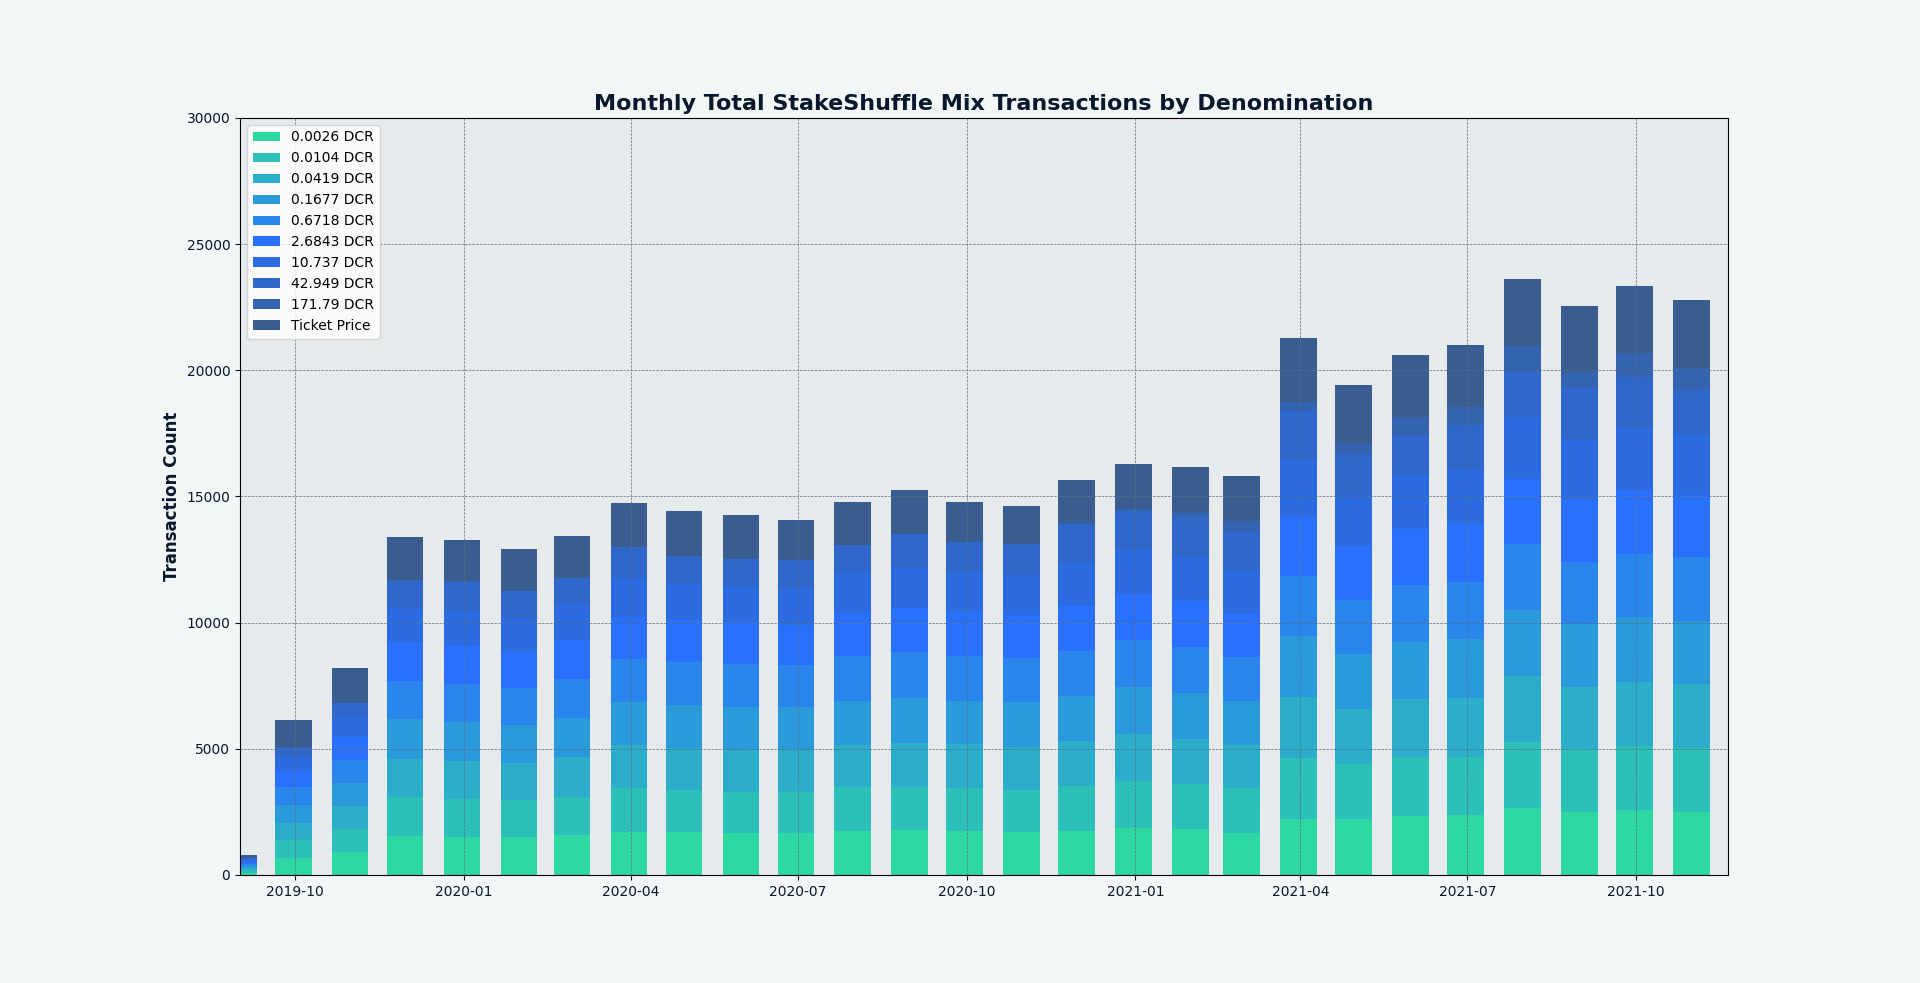 Monthly Total StakeShuffle Mix Transactions by Denomination
30000
25000
20000
15000
10000
5000
0
Transaction Count
0.0026 DCR
0.0104 DCR
0.0419 DCR
0.1677 DCR
0.6718 DCR
2.6843 DCR
10.737 DCR
42.949 DCR
171.79 DCR
Ticket Price
2019-10
2020-01
2020-04
2020-07
2020-10
2021-01
2021-04
2021-07
2021-10